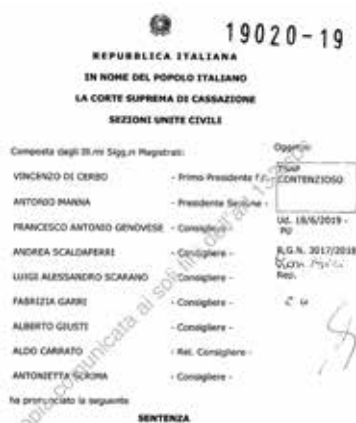 19020-19
REPUBBLICA ITALIANA
IN NOME DEL POPOLO ITALIANO
LA CORTE SUPREMA DI CASSAZIONE
SEZIONI UNITE CIVILI
Composta dagli Ill.mi Sigg.ri Magistrati:
Oggetto
TSAP
CONTENZIOSO
VINCENZO DI CERBO - Primo Presidente f.f. -
ANTONIO MANNA - Presidente Sezione -
Ud. 18/6/2019 -
PU
FRANCESCO ANTONIO GENOVESE - Consigliere -
ANDREA SCALDAFERRI - Consigliere -
R.G.N. 3017/2018
Rep.
LUIGI ALESSANDRO SCARANO - Consigliere -
FABRIZIA GARRI - Consigliere -
ALBERTO GIUSTI - Consigliere -
ALDO CARRATO - Rel. Consigliere -
ANTONIETTA SCRIMA - Consigliere -
ha pronunciato la seguente
SENTENZA